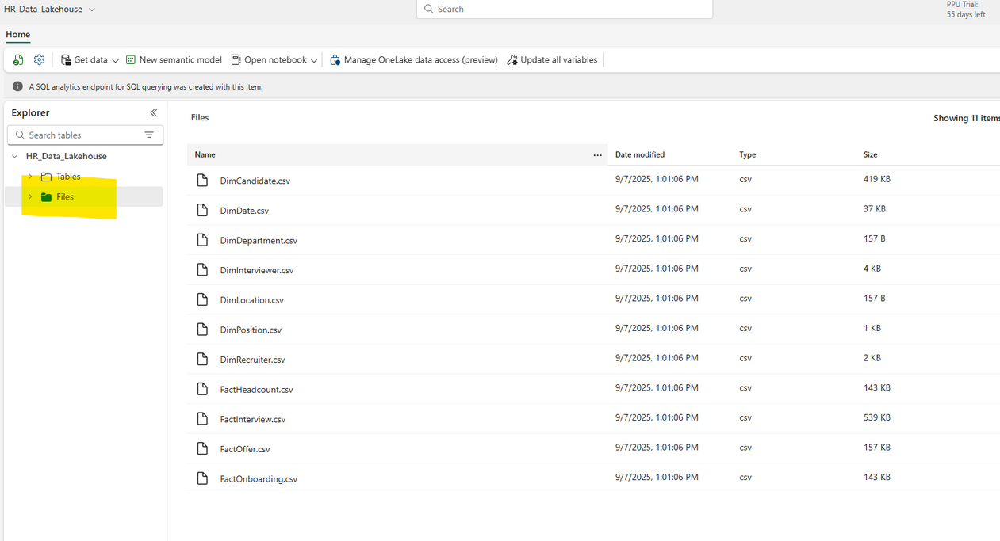 HR_Data_Lakehouse
Search
PPU Trial:
55 days left
Home
Get data
New semantic model
Open notebook
Manage OneLake data access (preview)
Update all variables
A SQL analytics endpoint for SQL querying was created with this item.
Explorer
Search tables
HR_Data_Lakehouse
Tables
Files
Files
Showing 11 items
Name ... Date modified Type Size
DimCandidate.csv 9/7/2025, 1:01:06 PM csv 419 KB
DimDate.csv 9/7/2025, 1:01:06 PM csv 37 KB
DimDepartment.csv 9/7/2025, 1:01:06 PM csv 157 B
DimInterviewer.csv 9/7/2025, 1:01:06 PM csv 4 KB
DimLocation.csv 9/7/2025, 1:01:06 PM csv 157 B
DimPosition.csv 9/7/2025, 1:01:06 PM csv 1 KB
DimRecruiter.csv 9/7/2025, 1:01:06 PM csv 2 KB
FactHeadcount.csv 9/7/2025, 1:01:06 PM csv 143 KB
FactInterview.csv 9/7/2025, 1:01:06 PM csv 539 KB
FactOffer.csv 9/7/2025, 1:01:06 PM csv 157 KB
FactOnboarding.csv 9/7/2025, 1:01:06 PM csv 143 KB